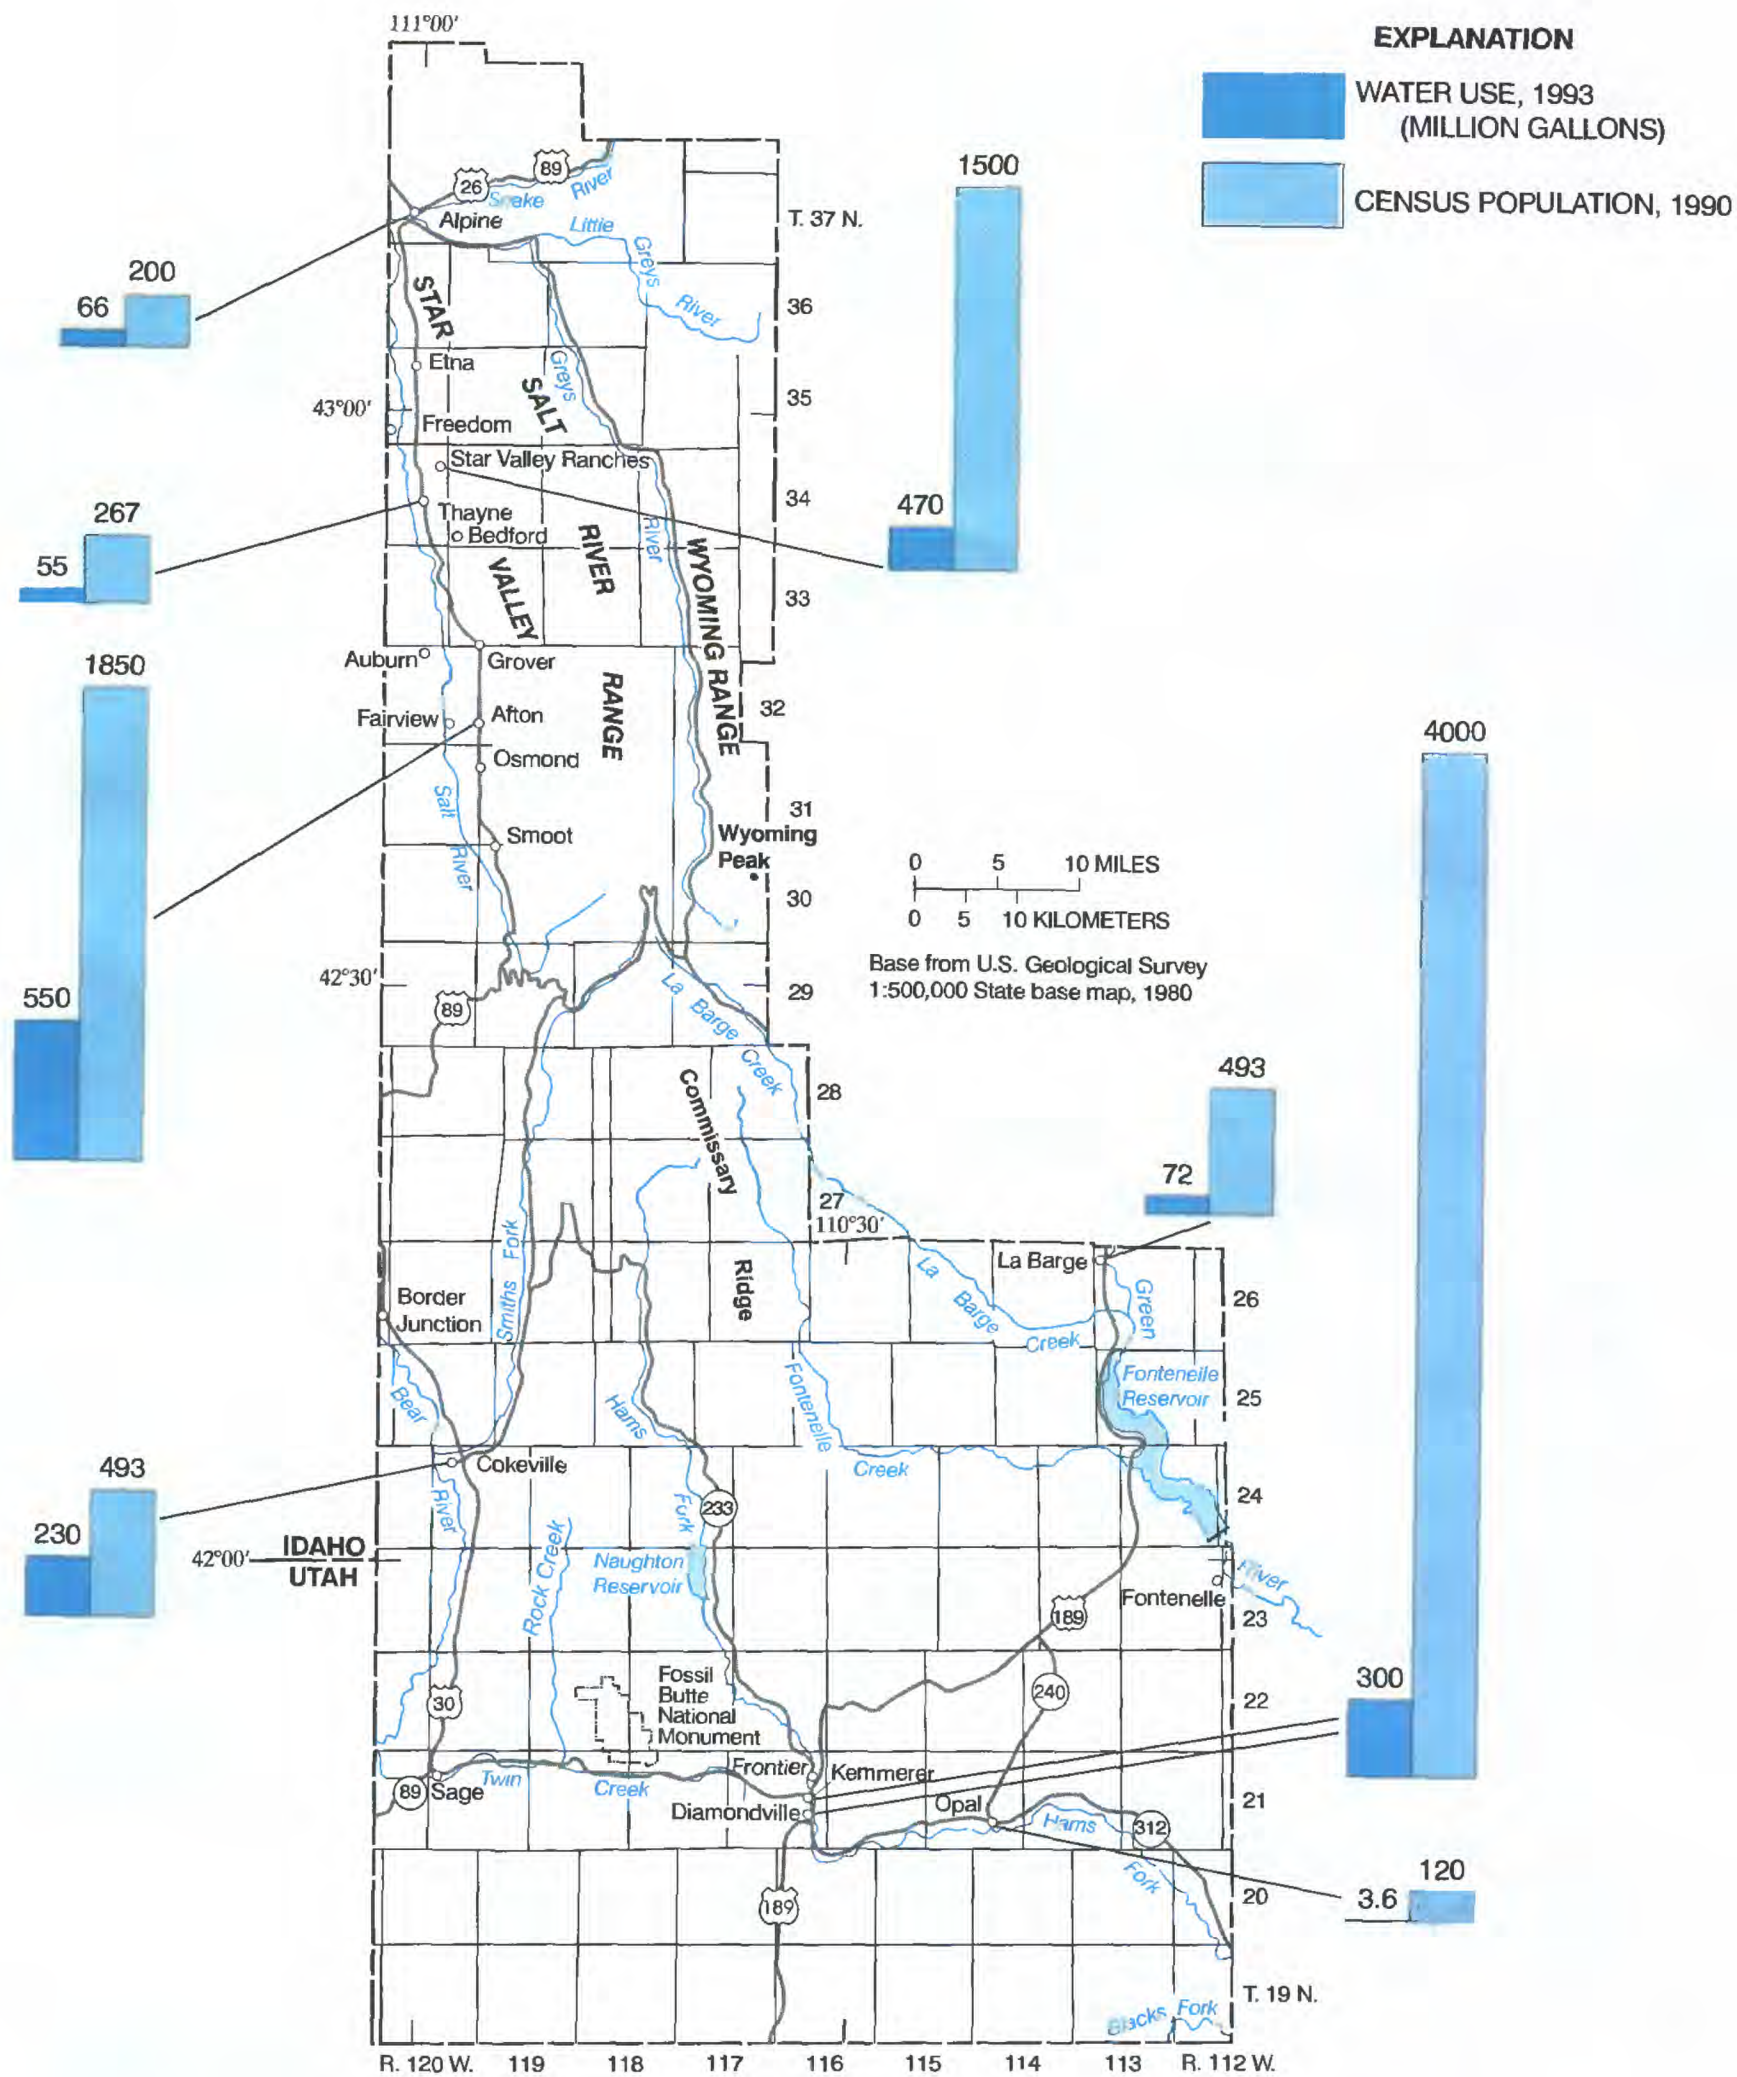 111°00'
EXPLANATION
WATER USE, 1993
(MILLION GALLONS)
CENSUS POPULATION, 1990
1500
89
26
Snake
River
Alpine
Little
T. 37 N.
Greys
River
200
66
STAR
36
Etna
Greys
SALT
35
43°00'
Freedom
Star Valley Ranches
34
470
267
Thayne
Bedford
55
RIVER
River
VALLEY
WYOMING RANGE
33
Auburn
Grover
1850
RANGE
32
Fairview
Afton
4000
Osmond
Salt
31
Smoot
Wyoming
Peak
River
0 5 10 MILES
30
0 5 10 KILOMETERS
Base from U.S. Geological Survey
1:500,000 State base map, 1980
42°30'
550
89
29
La Barge Creek
28
493
Commissary
72
27
110°30'
La Barge
Smiths Fork
La
Barge
Creek
Green
Ridge
26
Border
Junction
Fontenelle
Reservoir
25
Bear
Hams
Fontenelle
Creek
493
Cokeville
24
River
Fork
233
230
42°00'
IDAHO
UTAH
Rock Creek
Naughton
Reservoir
River
Fontenelle
189
23
Fossil
Butte
National
Monument
300
30
240
22
Frontier
Kemmerer
89
Sage
Twin
Creek
Diamondville
Opal
21
Hams
312
Fork
120
3.6
189
20
T. 19 N.
Blacks Fork
R. 120 W. 119 118 117 116 115 114 113 R. 112 W.